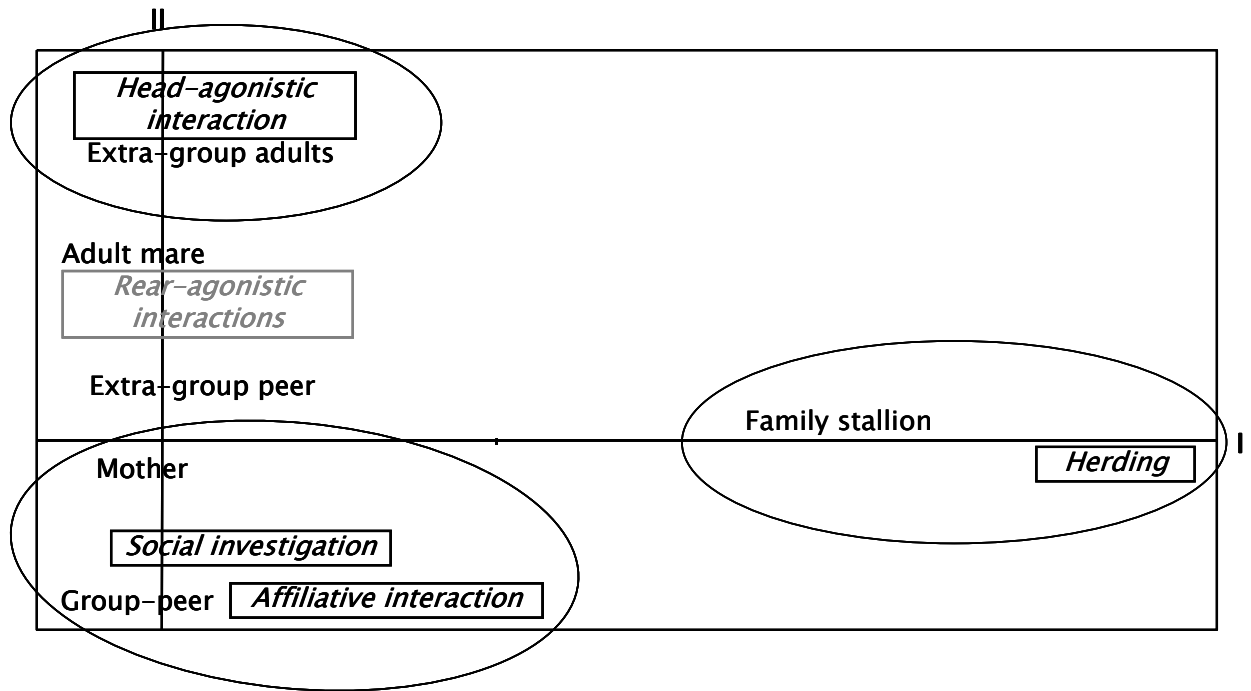 II
Head-agonistic
interaction
Extra-group adults
Adult mare
Rear-agonistic
interactions
Extra-group peer
Family stallion
I
Mother
Herding
Social investigation
Group-peer
Affiliative interaction